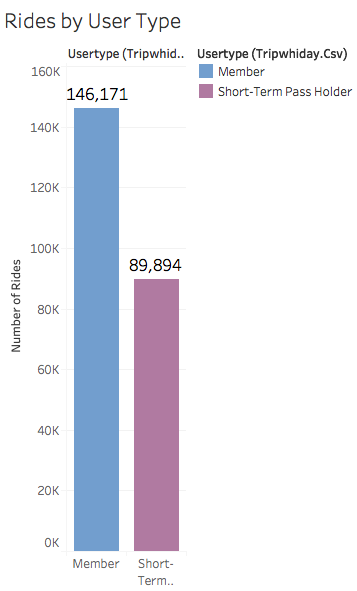 Rides by User Type
Usertype (Tripwhid..
Usertype (Tripwhiday.Csv)
Member
Short-Term Pass Holder
160K
146,171
140K
120K
100K
89,894
80K
60K
40K
20K
0K
Number of Rides
Member
Short-
Term..